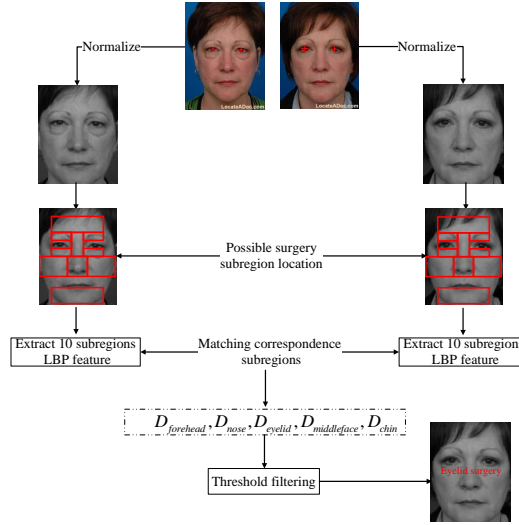 Normalize
Normalize
LocateADoc.com
LocateADoc.com
Possible surgery
subregion location
Extract 10 subregions
LBP feature
Matching correspondence
subregions
Extract 10 subregions
LBP feature
D_forehead, D_nose, D_eyelid, D_middleface, D_chin
Threshold filtering
Eyelid surgery